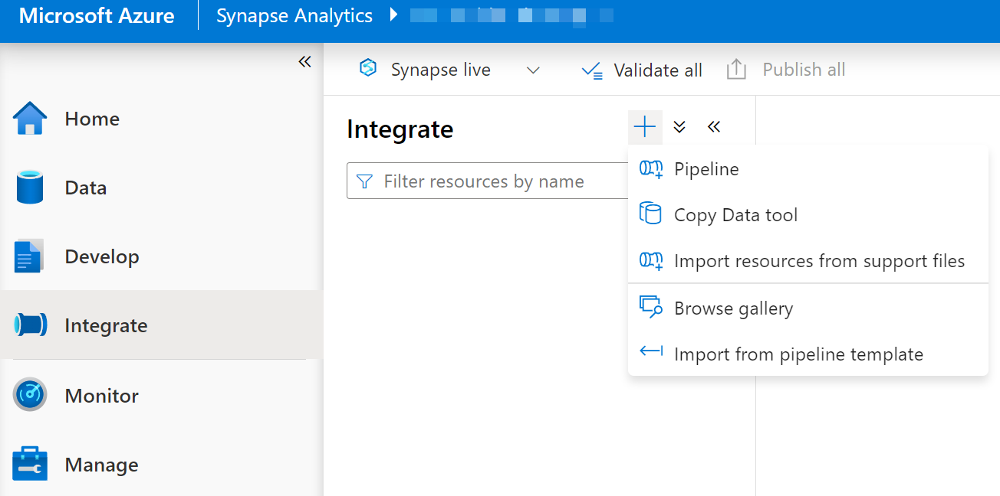 Microsoft Azure
Synapse Analytics
Home
Data
Develop
Integrate
Monitor
Manage
Synapse live
Validate all
Publish all
Integrate
Filter resources by name
Pipeline
Copy Data tool
Import resources from support files
Browse gallery
Import from pipeline template